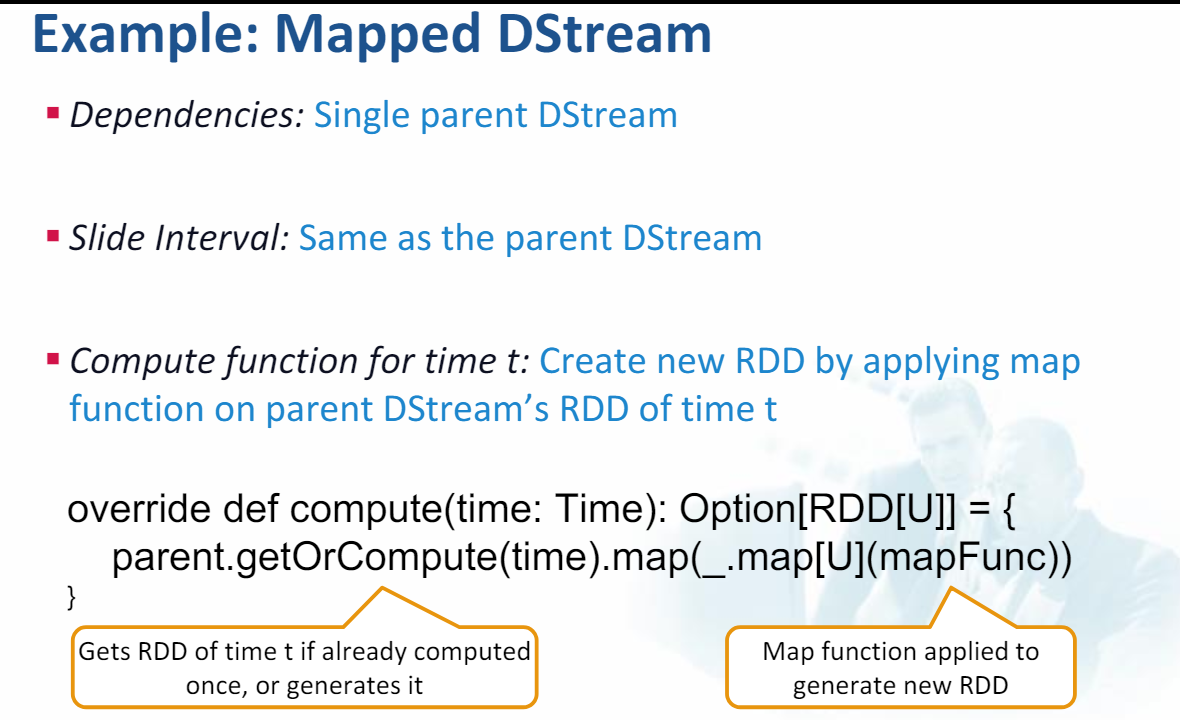 Example: Mapped DStream
▪ Dependencies: Single parent DStream
▪ Slide Interval: Same as the parent DStream
▪ Compute function for time t: Create new RDD by applying map
function on parent DStream’s RDD of time t
override def compute(time: Time): Option[RDD[U]] = {
parent.getOrCompute(time).map(_.map[U](mapFunc))
}
Gets RDD of time t if already computed
once, or generates it
Map function applied to
generate new RDD